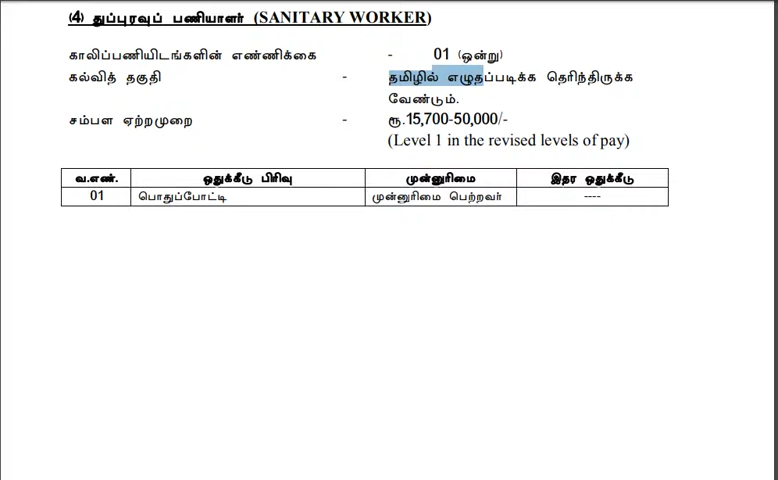 (4) துப்புரவுப் பணியாளர் (SANITARY WORKER)
காலிப்பணியிடங்களின் எண்ணிக்கை - 01 (ஒன்று)
கல்வித் தகுதி - தமிழில் எழுதப்படிக்க தெரிந்திருக்க
வேண்டும்.
சம்பள ஏற்றமுறை - ரூ.15,700-50,000/-
(Level 1 in the revised levels of pay)
வ.எண். ஒதுக்கீடு பிரிவு முன்னுரிமை இதர ஒதுக்கீடு
01 பொதுப்போட்டி முன்னுரிமை பெற்றவர் ----